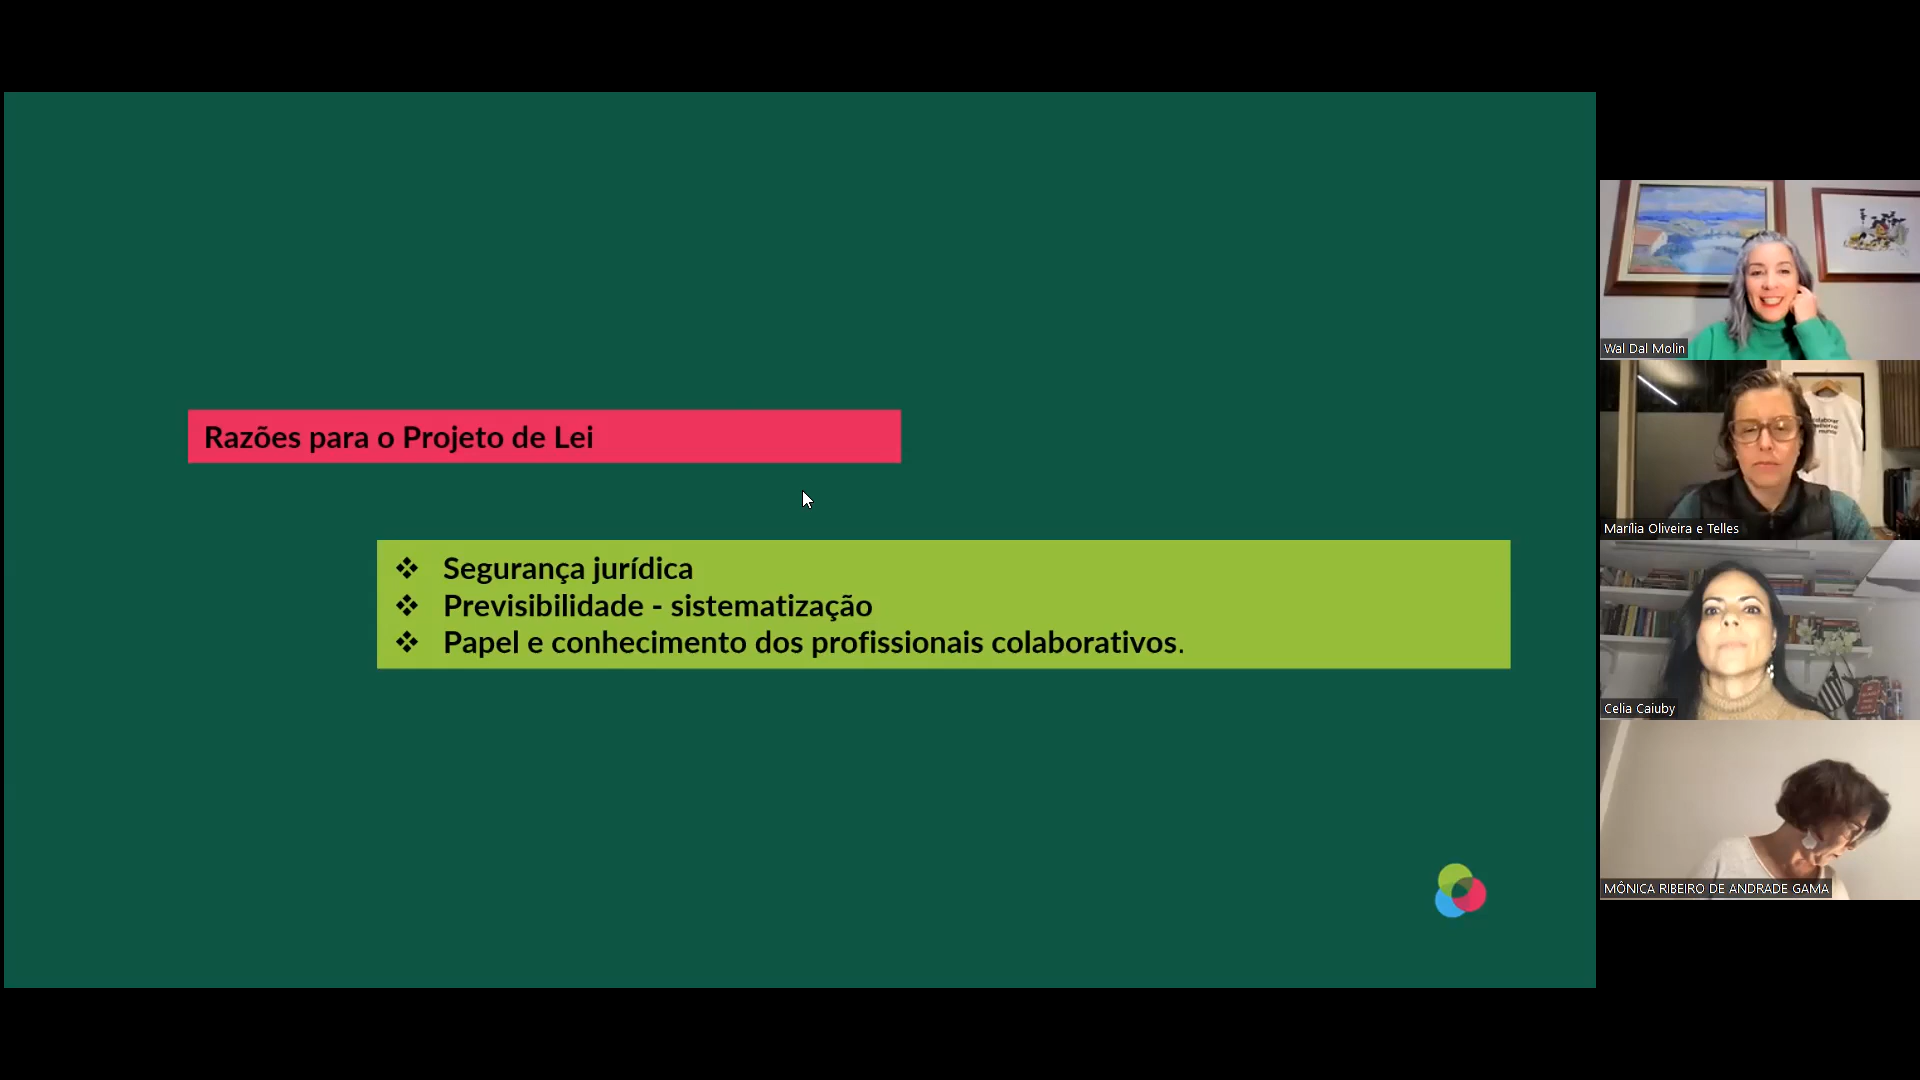 Razões para o Projeto de Lei
❖ Segurança jurídica
❖ Previsibilidade - sistematização
❖ Papel e conhecimento dos profissionais colaborativos.
Wal Dal Molin
Marília Oliveira e Telles
Celia Caiuby
MÔNICA RIBEIRO DE ANDRADE GAMA